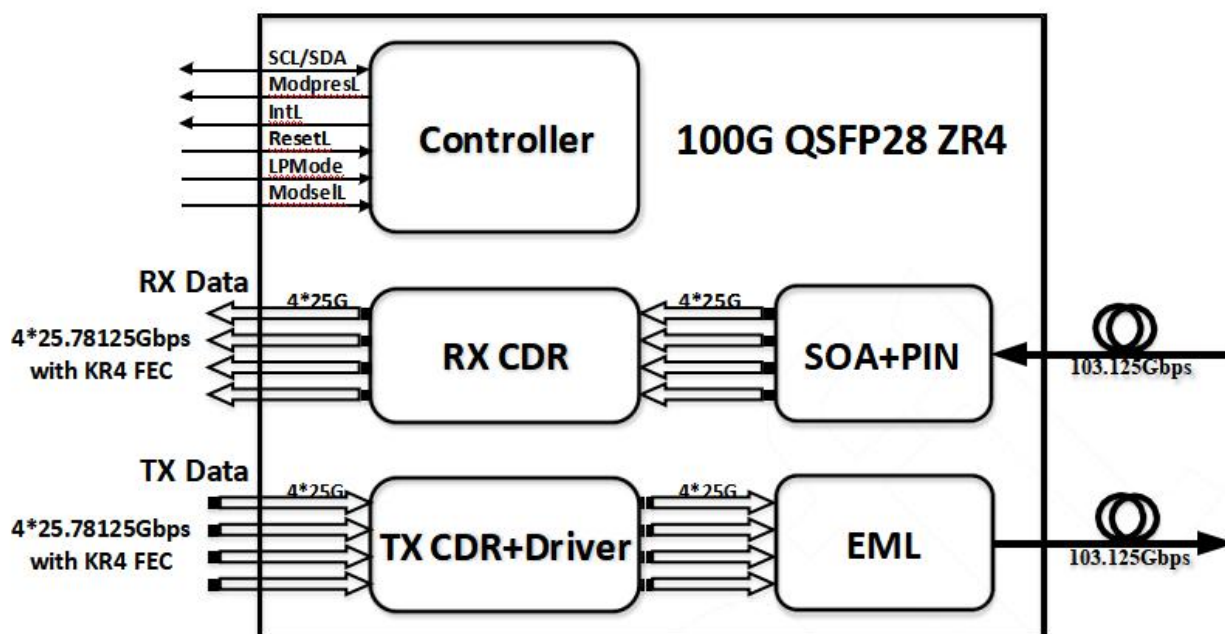 SCL/SDA
ModpresL
IntL
ResetL
LPMode
ModselL
Controller
100G QSFP28 ZR4
RX Data
4*25.78125Gbps
with KR4 FEC
4*25G
RX CDR
4*25G
SOA+PIN
103.125Gbps
TX Data
4*25.78125Gbps
with KR4 FEC
4*25G
TX CDR+Driver
4*25G
EML
103.125Gbps